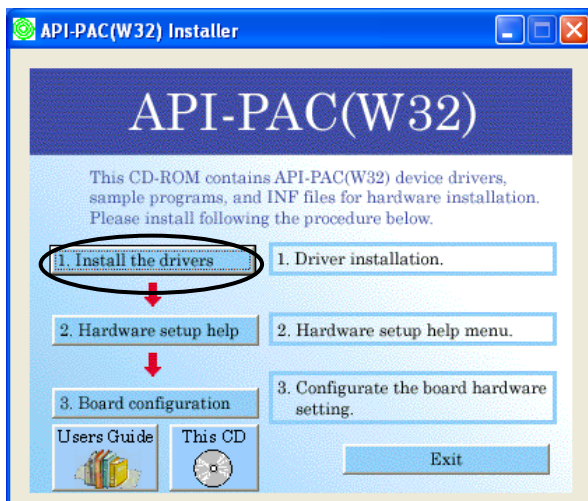 API-PAC(W32) Installer
API-PAC(W32)
This CD-ROM contains API-PAC(W32) device drivers,
sample programs, and INF files for hardware installation.
Please install following the procedure below.
1. Install the drivers
1. Driver installation.
2. Hardware setup help
2. Hardware setup help menu.
3. Board configuration
3. Configurate the board hardware
setting.
Users Guide
This CD
Exit